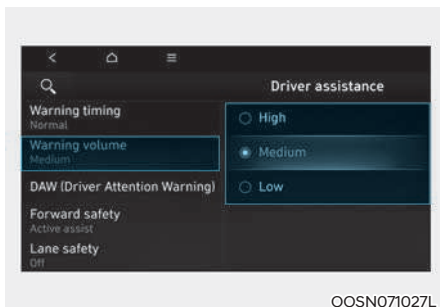 Driver assistance
Warning timing
Normal
Warning volume
Medium
DAW (Driver Attention Warning)
Forward safety
Active assist
Lane safety
Off
High
Medium
Low
OOSN071027L